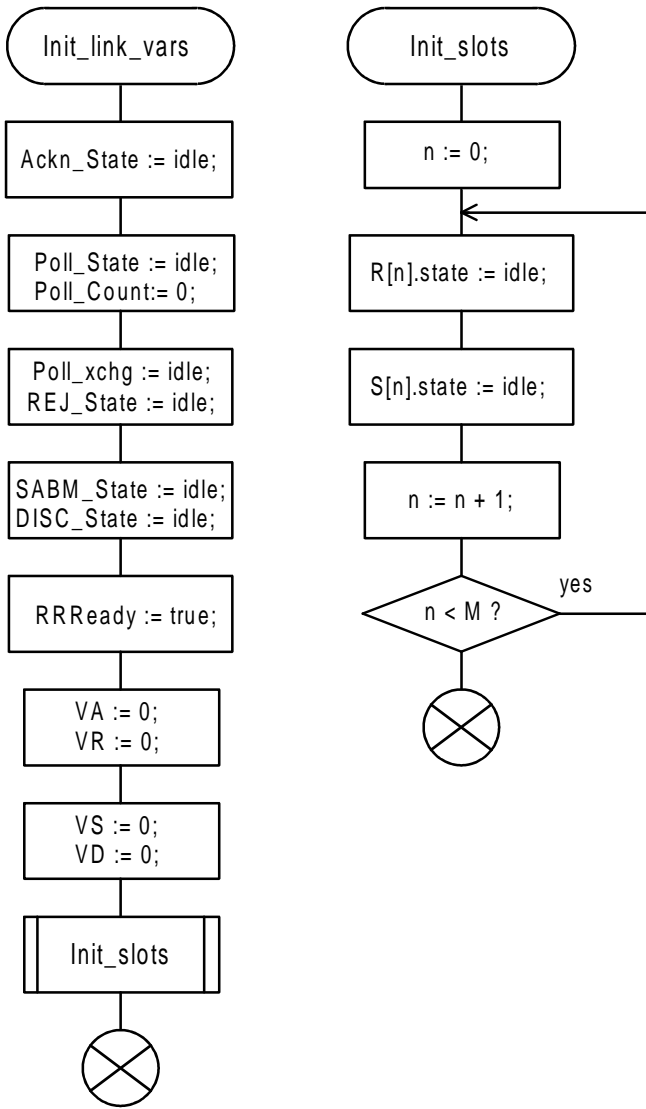 Init_link_vars
Ackn_State := idle;
Poll_State := idle;
Poll_Count:= 0;
Poll_xchg := idle;
REJ_State := idle;
SABM_State := idle;
DISC_State := idle;
RRReady := true;
VA := 0;
VR := 0;
VS := 0;
VD := 0;
Init_slots
Init_slots
n := 0;
R[n].state := idle;
S[n].state := idle;
n := n + 1;
n < M ?
yes